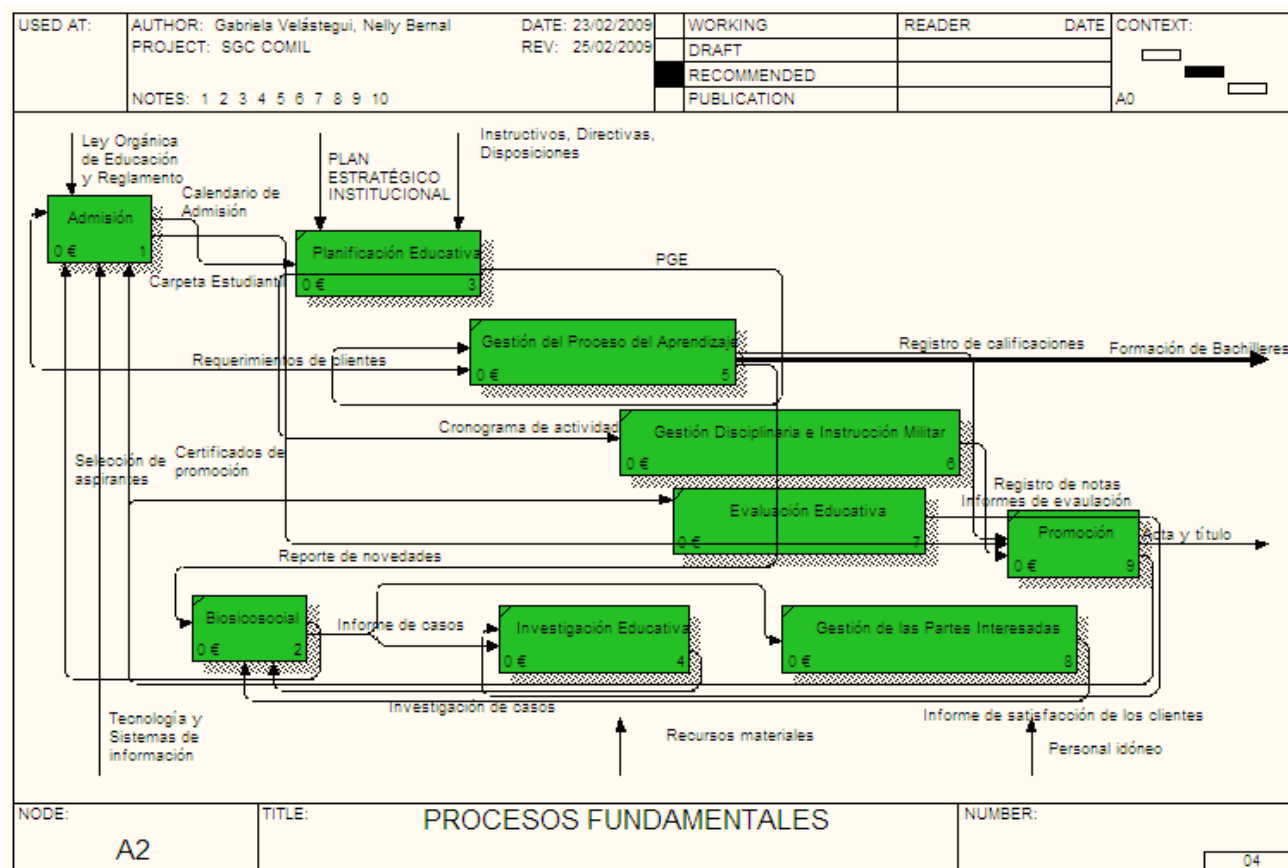 USED AT:
AUTHOR: Gabriela Velástegui, Nelly Bernal
DATE: 23/02/2009
WORKING
READER
DATE
CONTEXT:
PROJECT: SGC COMIL
REV: 25/02/2009
DRAFT
RECOMMENDED
NOTES: 1 2 3 4 5 6 7 8 9 10
PUBLICATION
A0
Ley Orgánica
de Educación
y Reglamento
PLAN
ESTRATÉGICO
INSTITUCIONAL
Instructivos, Directivas,
Disposiciones
Calendario de
Admisión
Admisión
0 € 1
Planificación Educativa
0 € 3
PGE
Carpeta Estudiantil
Gestión del Proceso del Aprendizaje
0 € 5
Registro de calificaciones
Formación de Bachilleres
Requerimientos de clientes
Cronograma de actividad
Gestión Disciplinaria e Instrucción Militar
0 € 6
Selección de
aspirantes
Certificados de
promoción
Registro de notas
Informes de evaulación
Evaluación Educativa
0 € 7
Promoción
0 € 9
Acta y título
Reporte de novedades
Biosicosocial
0 € 2
Informe de casos
Investigación Educativa
0 € 4
Gestión de las Partes Interesadas
0 € 8
Investigación de casos
Informe de satisfacción de los clientes
Tecnología y
Sistemas de
información
Recursos materiales
Personal idóneo
NODE:
A2
TITLE:
PROCESOS FUNDAMENTALES
NUMBER:
04